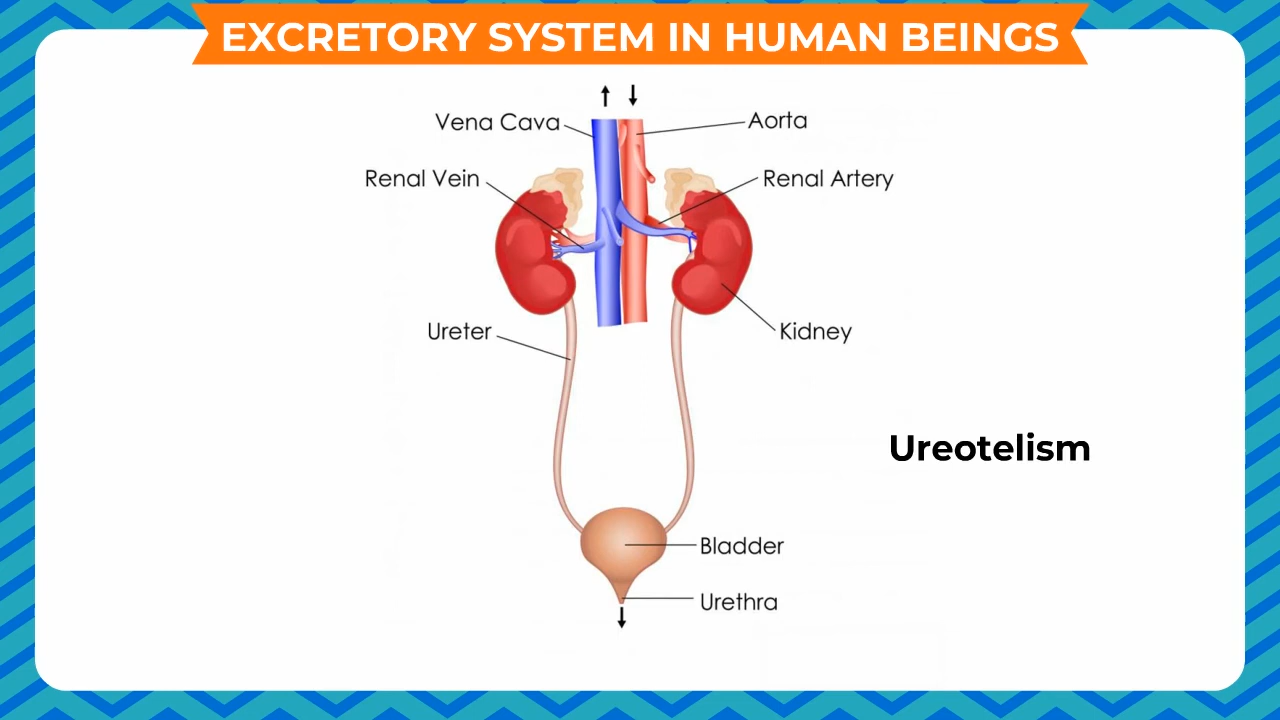 EXCRETORY SYSTEM IN HUMAN BEINGS
Vena Cava
Aorta
Renal Vein
Renal Artery
Ureter
Kidney
Ureotelism
Bladder
Urethra